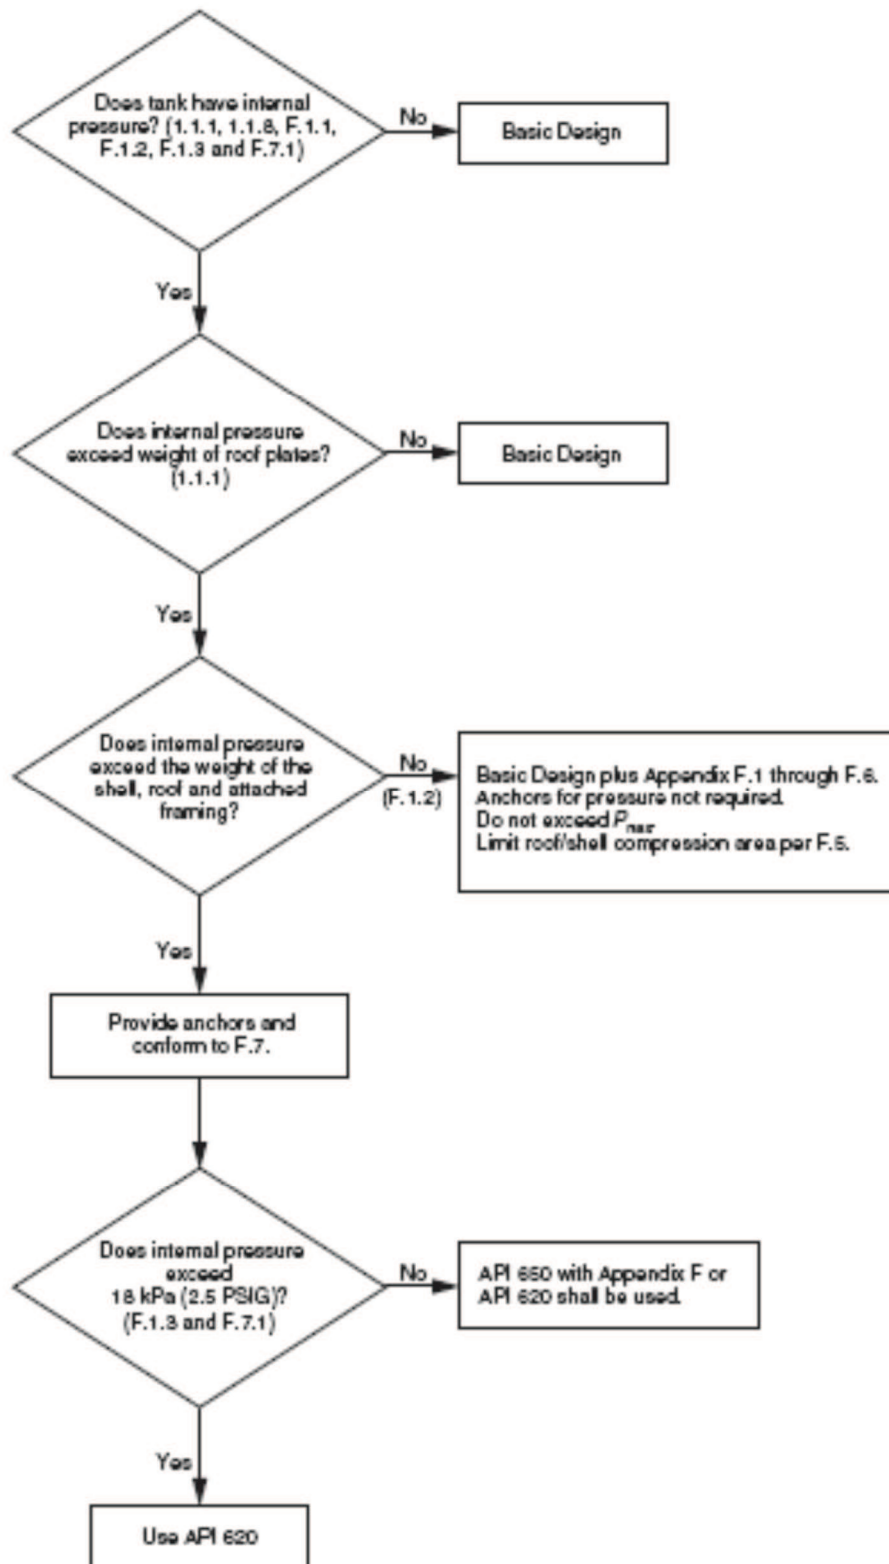 Does tank have internal
pressure? (1.1.1, 1.1.8, F.1.1,
F.1.2, F.1.3 and F.7.1)
No
Basic Design
Yes
Does internal pressure
exceed weight of roof plates?
(1.1.1)
No
Basic Design
Yes
Does internal pressure
exceed the weight of the
shell, roof and attached
framing?
No
(F.1.2)
Basic Design plus Appendix F.1 through F.6.
Anchors for pressure not required.
Do not exceed Pmax.
Limit roof/shell compression area per F.5.
Yes
Provide anchors and
conform to F.7.
Does internal pressure
exceed
18 kPa (2.5 PSIG)?
(F.1.3 and F.7.1)
No
API 650 with Appendix F or
API 620 shall be used.
Yes
Use API 620